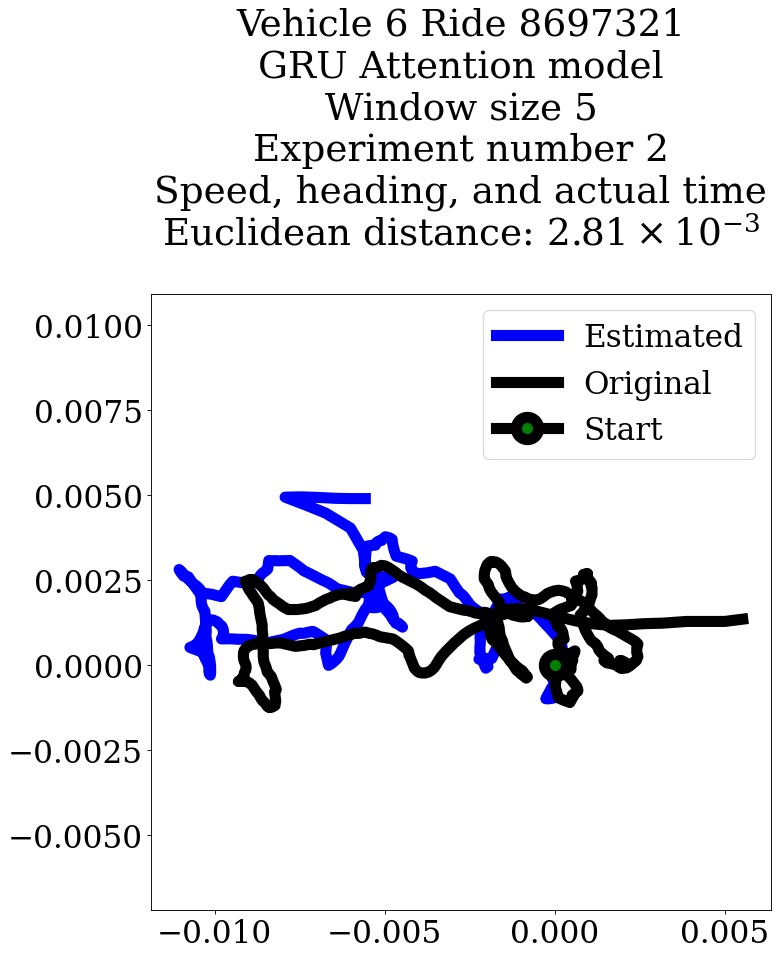 Vehicle 6 Ride 8697321
GRU Attention model
Window size 5
Experiment number 2
Speed, heading, and actual time
Euclidean distance: 2.81 × 10⁻³
Estimated
Original
Start
0.0100
0.0075
0.0050
0.0025
0.0000
−0.0025
−0.0050
−0.010
−0.005
0.000
0.005